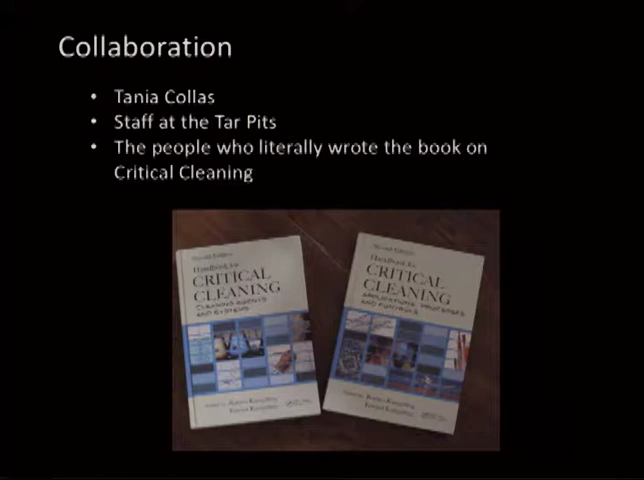 Collaboration
• Tania Collas
• Staff at the Tar Pits
• The people who literally wrote the book on
Critical Cleaning
Second Edition
Handbook for
CRITICAL
CLEANING
CLEANING AGENTS
AND SYSTEMS
Second Edition
Handbook for
CRITICAL
CLEANING
APPLICATIONS, PROCESSES
AND CONTROLS